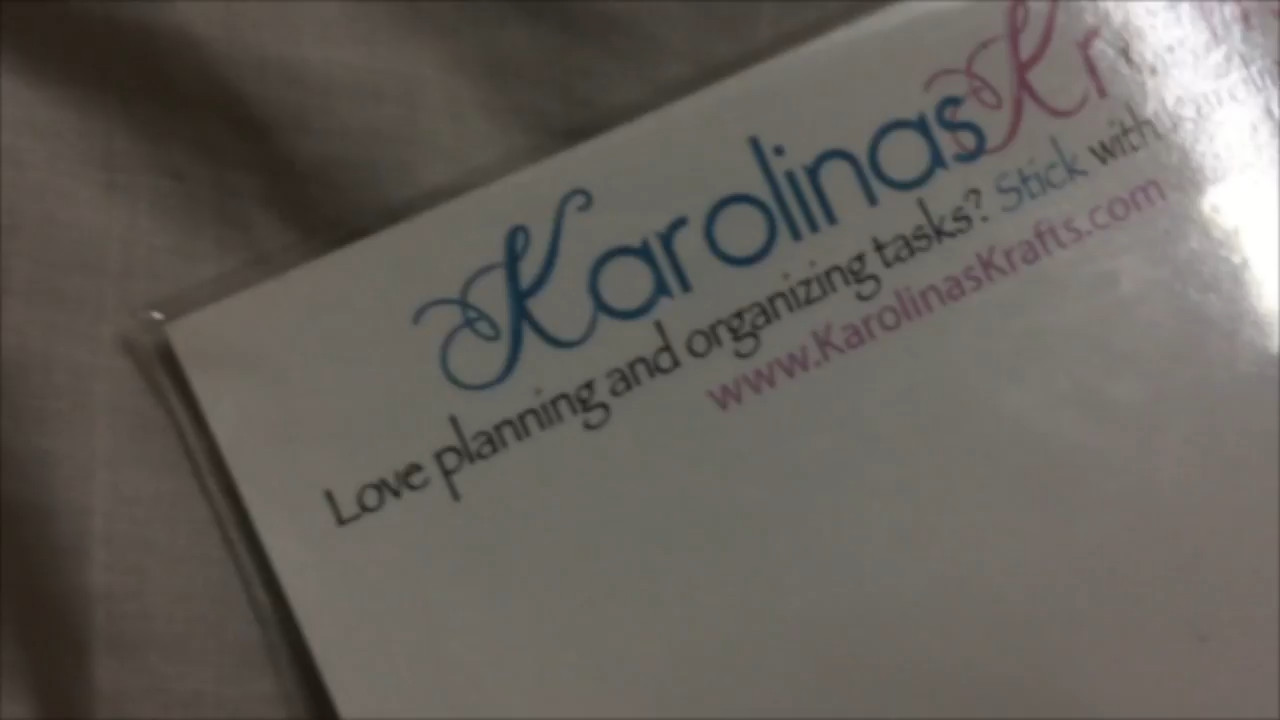 KarolinasKr
Love planning and organizing tasks? Stick with
www.KarolinasKrafts.com